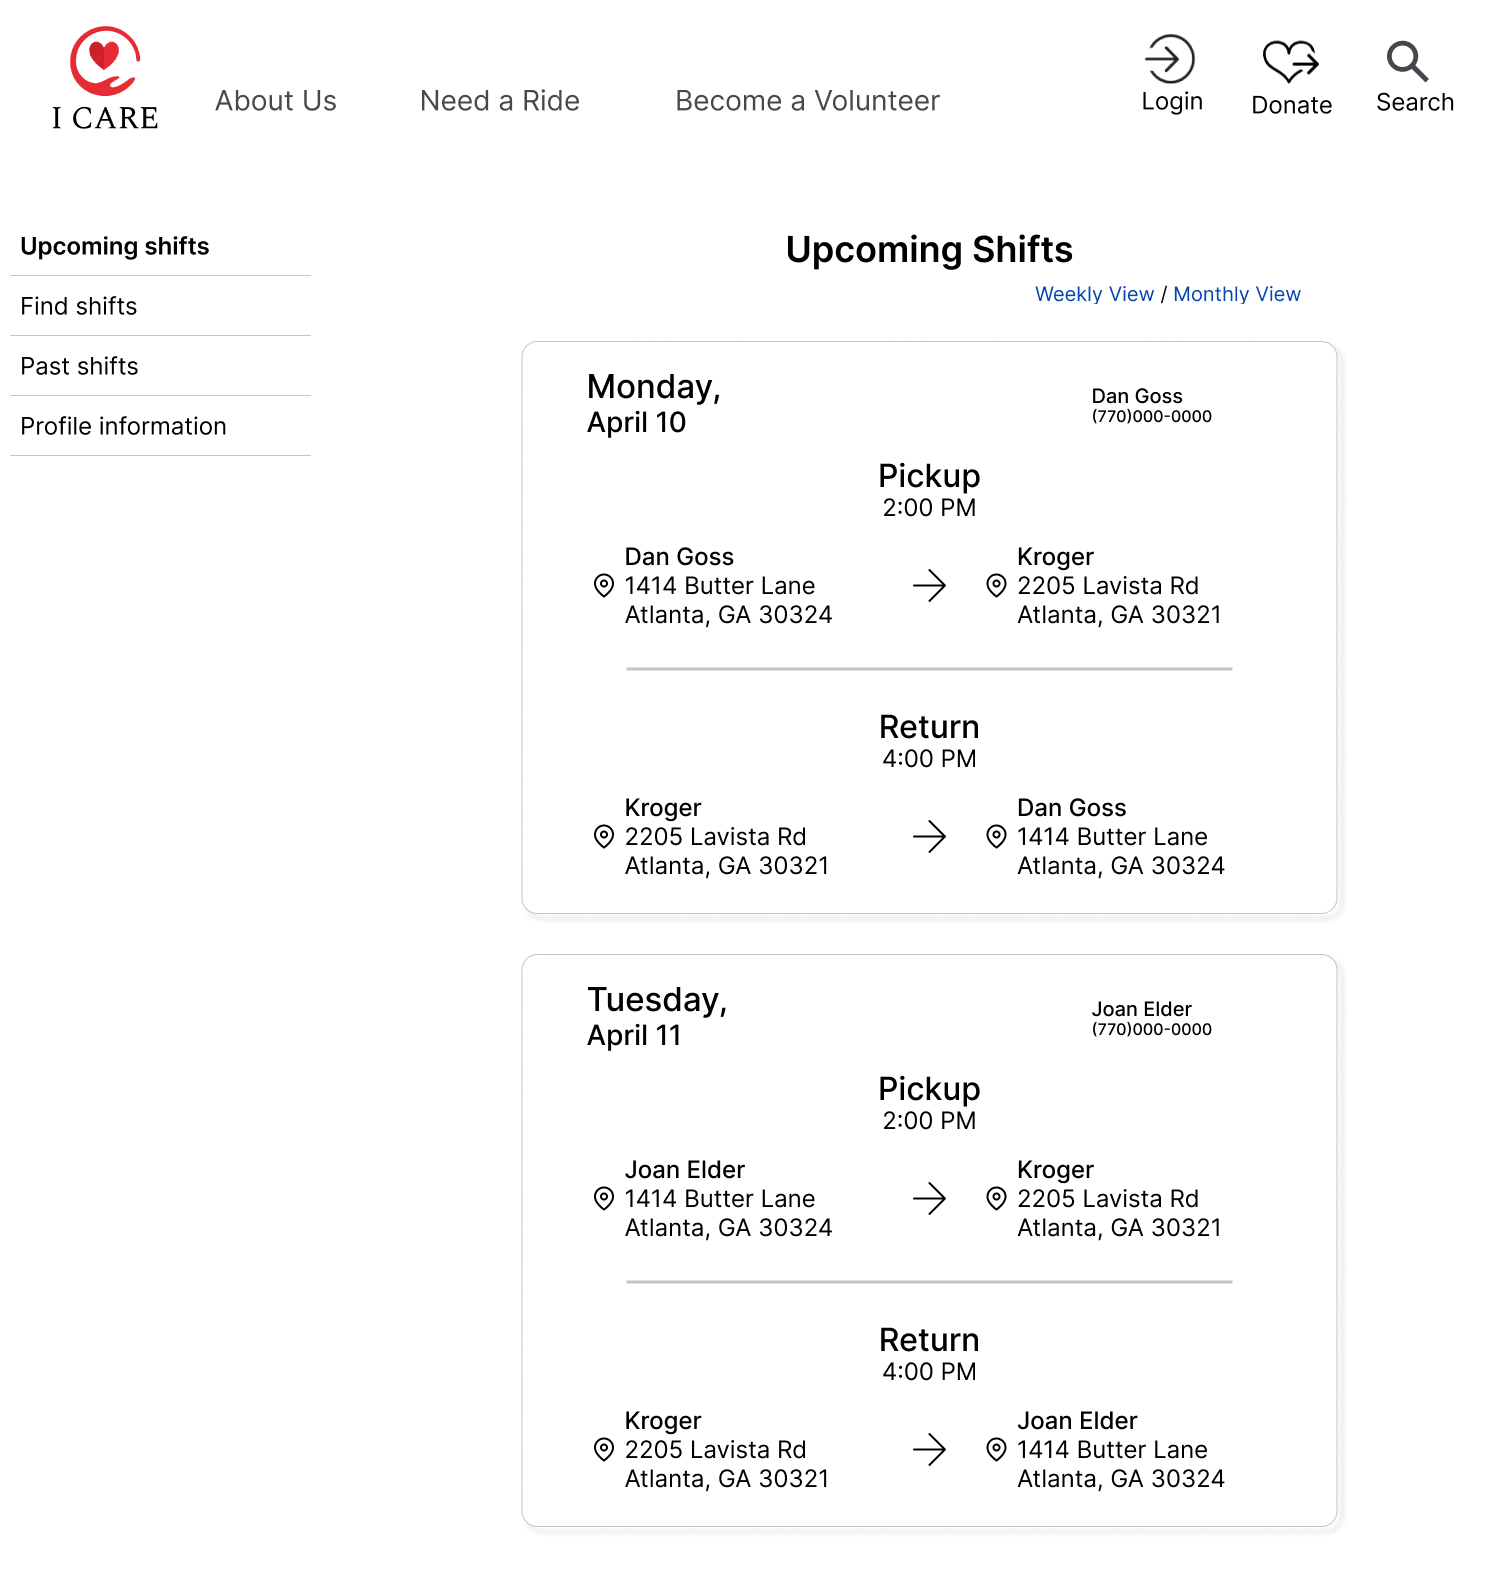 I CARE
About Us
Need a Ride
Become a Volunteer
Login
Donate
Search
Upcoming shifts
Find shifts
Past shifts
Profile information
Upcoming Shifts
Weekly View / Monthly View
Monday,
April 10
Dan Goss
(770)000-0000
Pickup
2:00 PM
Dan Goss
1414 Butter Lane
Atlanta, GA 30324
Kroger
2205 Lavista Rd
Atlanta, GA 30321
Return
4:00 PM
Kroger
2205 Lavista Rd
Atlanta, GA 30321
Dan Goss
1414 Butter Lane
Atlanta, GA 30324
Tuesday,
April 11
Joan Elder
(770)000-0000
Pickup
2:00 PM
Joan Elder
1414 Butter Lane
Atlanta, GA 30324
Kroger
2205 Lavista Rd
Atlanta, GA 30321
Return
4:00 PM
Kroger
2205 Lavista Rd
Atlanta, GA 30321
Joan Elder
1414 Butter Lane
Atlanta, GA 30324